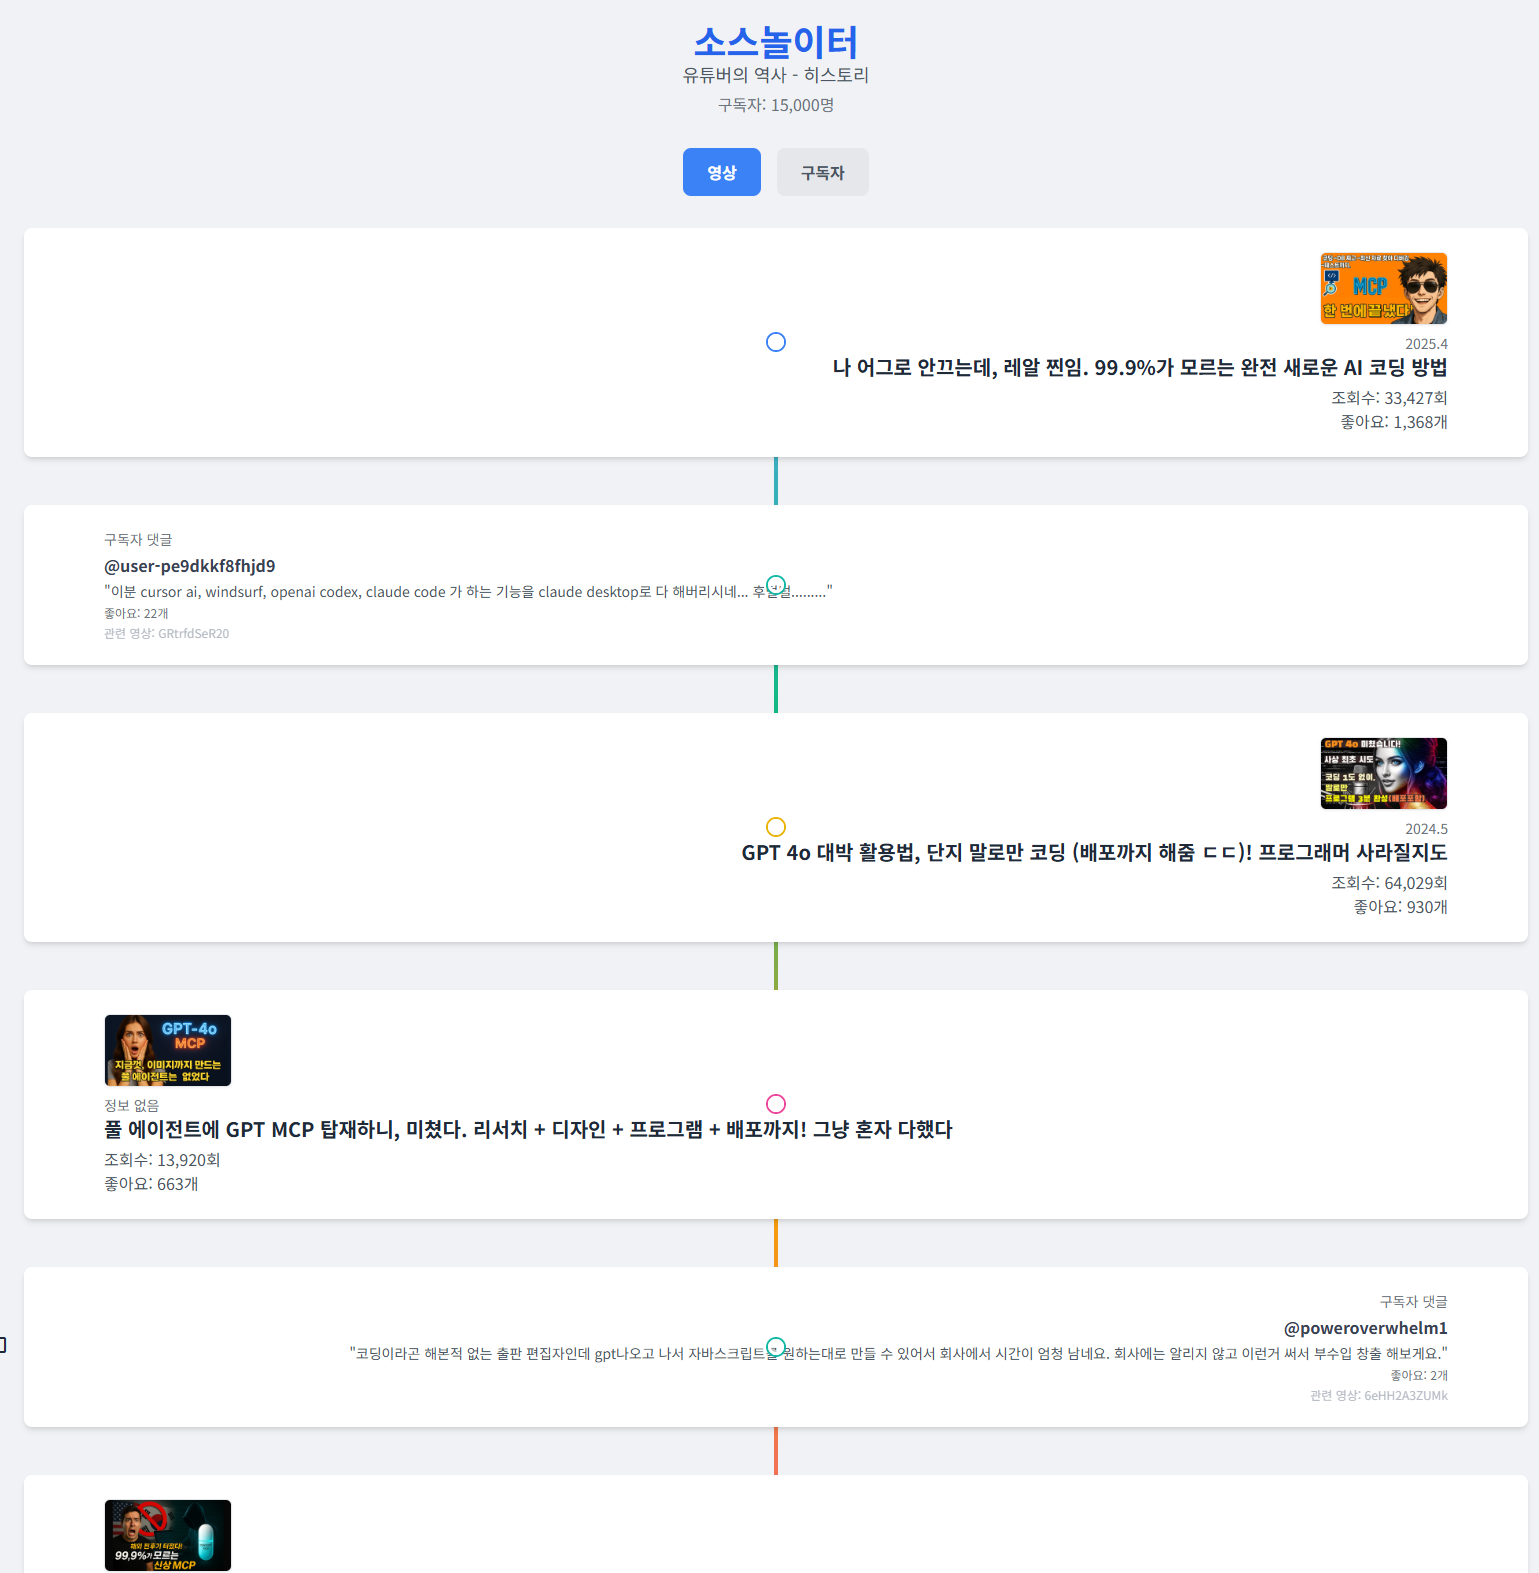 소스놀이터
유튜버의 역사 - 히스토리
구독자: 15,000명
영상
구독자
MCP
한 번에 끝냈다!
2025.4
나 어그로 안끄는데, 레알 찐임. 99.9%가 모르는 완전 새로운 AI 코딩 방법
조회수: 33,427회
좋아요: 1,368개
구독자 댓글
@user-pe9dkkf8fhjd9
"이분 cursor ai, windsurf, openai codex, claude code 가 하는 기능을 claude desktop로 다 해버리시네... 후덜덜........."
좋아요: 22개
관련 영상: GRtrfdSeR20
GPT 4o 미쳤습니다!
사상 최초 시도
코딩 1도 없이,
말로만
프로그램 3분 완성(배포포함)
2024.5
GPT 4o 대박 활용법, 단지 말로만 코딩 (배포까지 해줌 ㄷㄷ)! 프로그래머 사라질지도
조회수: 64,029회
좋아요: 930개
GPT-4o
MCP
지금껏, 이미지까지 만드는
풀 에이전트는 없었다
정보 없음
풀 에이전트에 GPT MCP 탑재하니, 미쳤다. 리서치 + 디자인 + 프로그램 + 배포까지! 그냥 혼자 다했다
조회수: 13,920회
좋아요: 663개
구독자 댓글
@poweroverwhelm1
"코딩이라곤 해본적 없는 출판 편집자인데 gpt나오고 나서 자바스크립트를 원하는대로 만들 수 있어서 회사에서 시간이 엄청 남네요. 회사에는 알리지 않고 이런거 써서 부수입 창출 해보게요."
좋아요: 2개
관련 영상: 6eHH2A3ZUMk
해외 전후가 터졌다!
99,9%가 모르는
신상 MCP